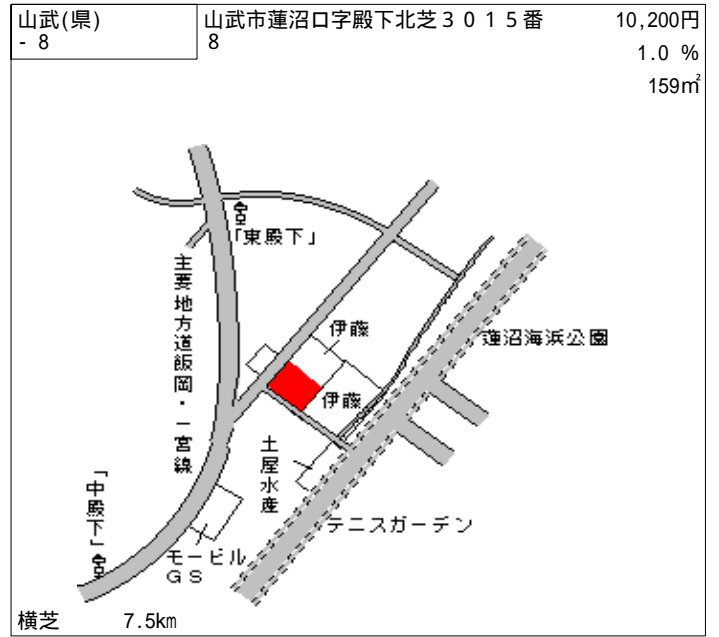 山武(県)
- 8
山武市蓮沼ロ字殿下北芝3015番
8
10,200円
1.0 %
159㎡
「東殿下」
主要地方道飯岡・一宮線
伊藤
蓮沼海浜公園
伊藤
土屋水産
「中殿下」
テニスガーデン
モービル
GS
横芝 7.5km